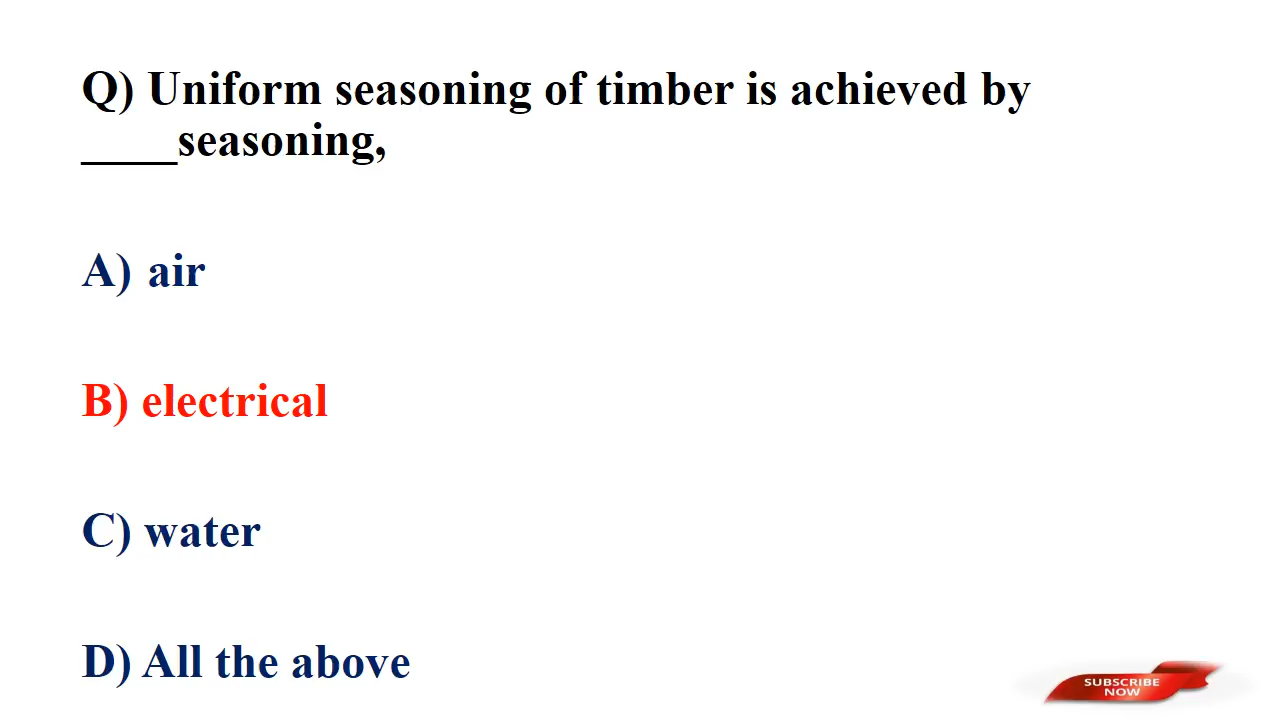 Q) Uniform seasoning of timber is achieved by
____seasoning,
A) air
B) electrical
C) water
D) All the above
SUBSCRIBE
NOW